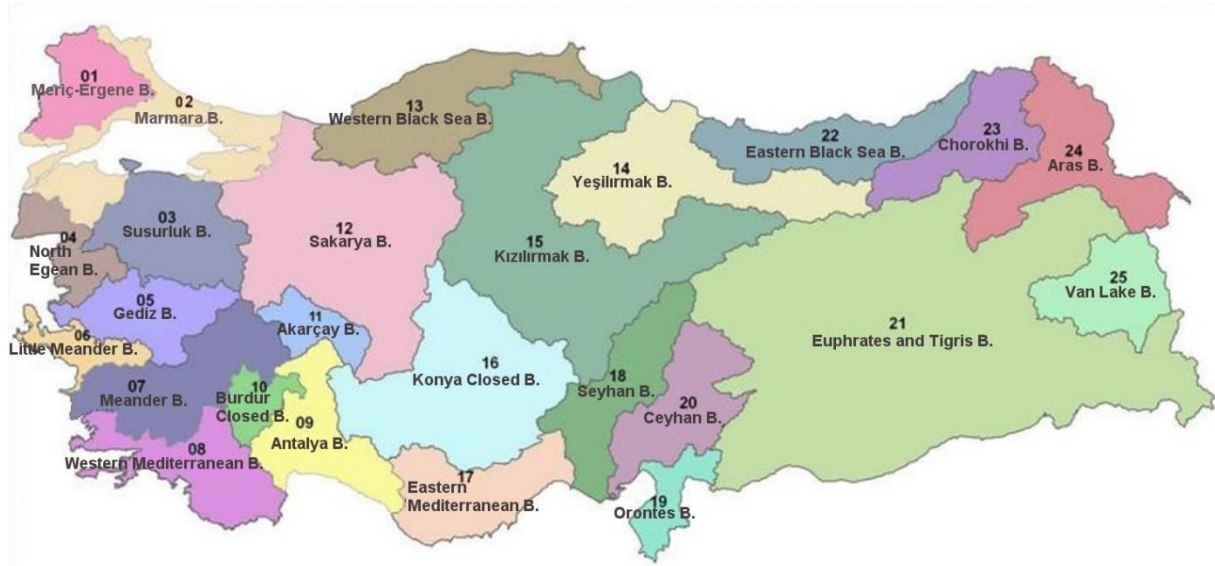 01
Meriç-Ergene B.
02
Marmara B.
03
Susurluk B.
04
North
Egean B.
05
Gediz B.
06
Little Meander B.
07
Meander B.
08
Western Mediterranean B.
09
Antalya B.
10
Burdur
Closed B.
11
Akarçay B.
12
Sakarya B.
13
Western Black Sea B.
14
Yeşilırmak B.
15
Kızılırmak B.
16
Konya Closed B.
17
Eastern
Mediterranean B.
18
Seyhan B.
19
Orontes B.
20
Ceyhan B.
21
Euphrates and Tigris B.
22
Eastern Black Sea B.
23
Chorokhi B.
24
Aras B.
25
Van Lake B.